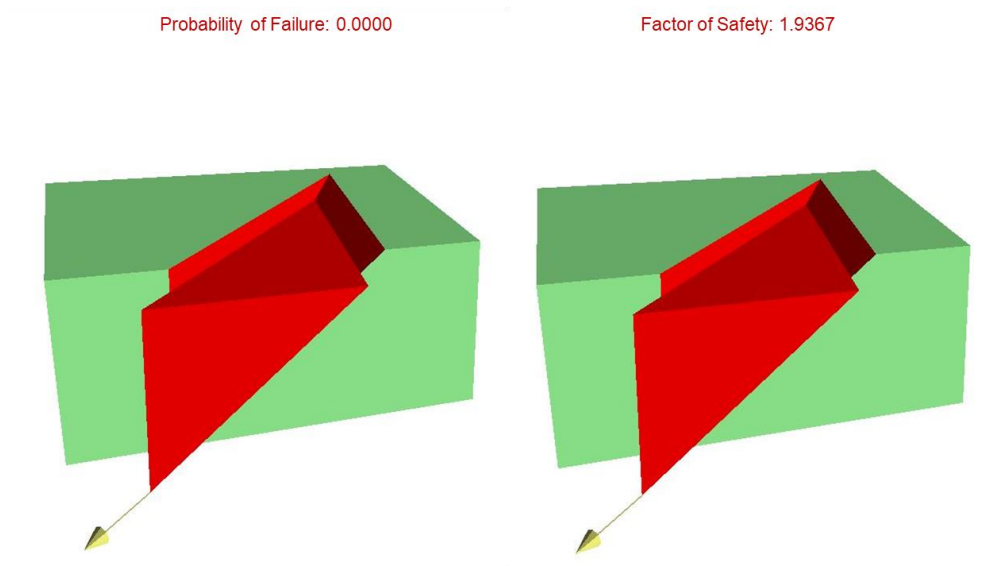 Probability of Failure: 0.0000
Factor of Safety: 1.9367